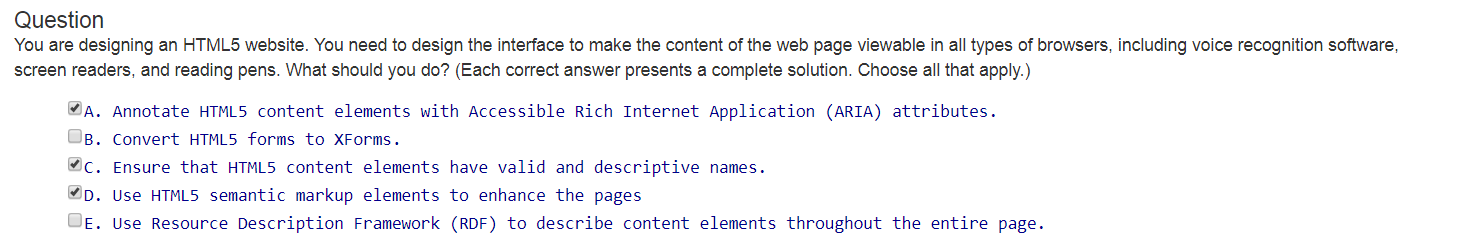 Question
You are designing an HTML5 website. You need to design the interface to make the content of the web page viewable in all types of browsers, including voice recognition software,
screen readers, and reading pens. What should you do? (Each correct answer presents a complete solution. Choose all that apply.)
A. Annotate HTML5 content elements with Accessible Rich Internet Application (ARIA) attributes.
B. Convert HTML5 forms to XForms.
C. Ensure that HTML5 content elements have valid and descriptive names.
D. Use HTML5 semantic markup elements to enhance the pages
E. Use Resource Description Framework (RDF) to describe content elements throughout the entire page.